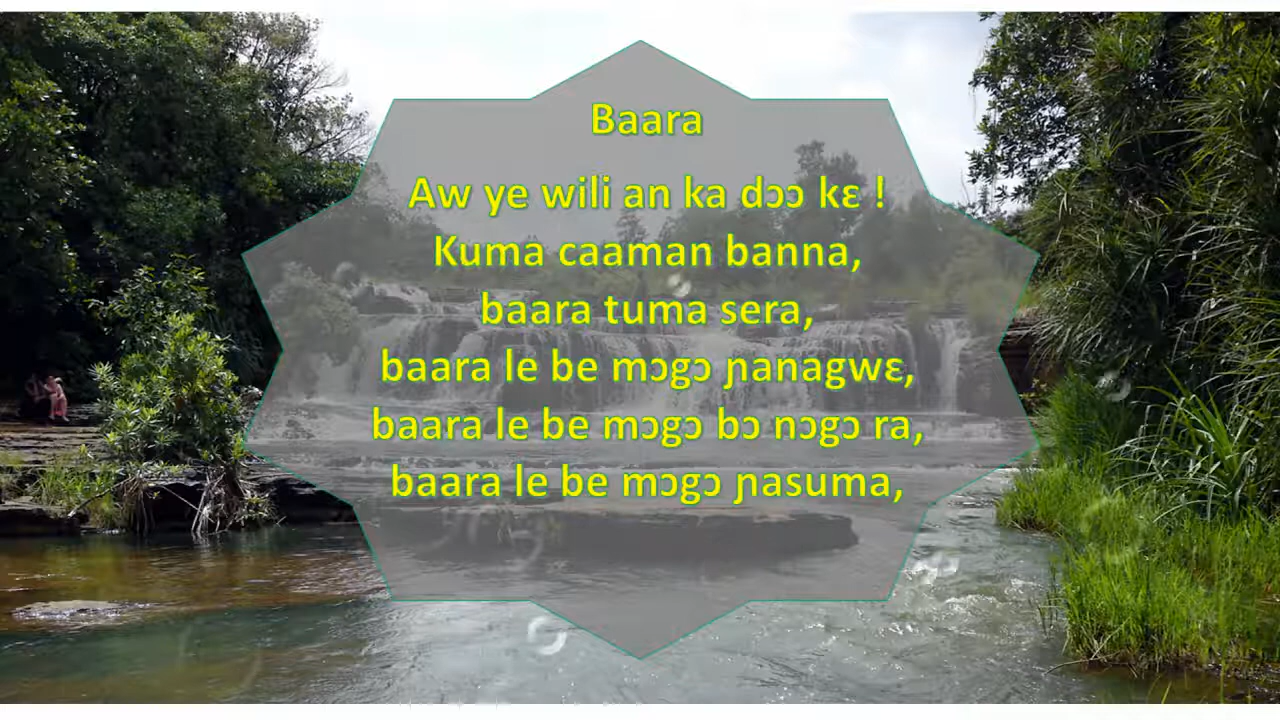 Baara
Aw ye wili an ka dɔɔ kɛ !
Kuma caaman banna,
baara tuma sera,
baara le be mɔgɔ ɲanagwɛ,
baara le be mɔgɔ bɔ nɔgɔ ra,
baara le be mɔgɔ ɲasuma,